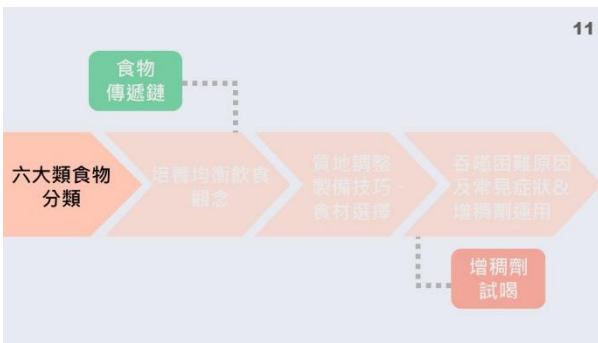 11
食物
傳遞鏈
六大類食物
分類
培養均衡飲食
觀念
質地調整
製備技巧、
食材選擇
吞嚥困難原因
及常見症狀&
增稠劑運用
增稠劑
試喝